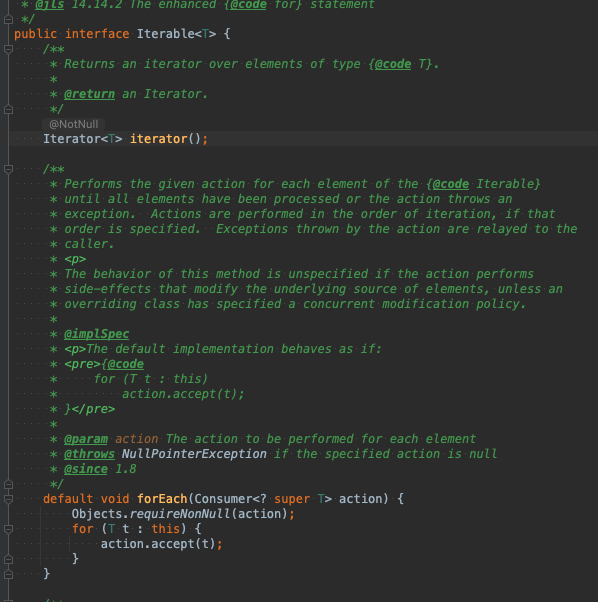 * @jls 14.14.2 The enhanced {@code for} statement
*/
public interface Iterable<T> {
/**
* Returns an iterator over elements of type {@code T}.
*
* @return an Iterator.
*/
@NotNull
Iterator<T> iterator();
/**
* Performs the given action for each element of the {@code Iterable}
* until all elements have been processed or the action throws an
* exception.  Actions are performed in the order of iteration, if that
* order is specified.  Exceptions thrown by the action are relayed to the
* caller.
* <p>
* The behavior of this method is unspecified if the action performs
* side-effects that modify the underlying source of elements, unless an
* overriding class has specified a concurrent modification policy.
*
* @implSpec
* <p>The default implementation behaves as if:
* <pre>{@code
*     for (T t : this)
*         action.accept(t);
* }</pre>
*
* @param action The action to be performed for each element
* @throws NullPointerException if the specified action is null
* @since 1.8
*/
default void forEach(Consumer<? super T> action) {
Objects.requireNonNull(action);
for (T t : this) {
action.accept(t);
}
}